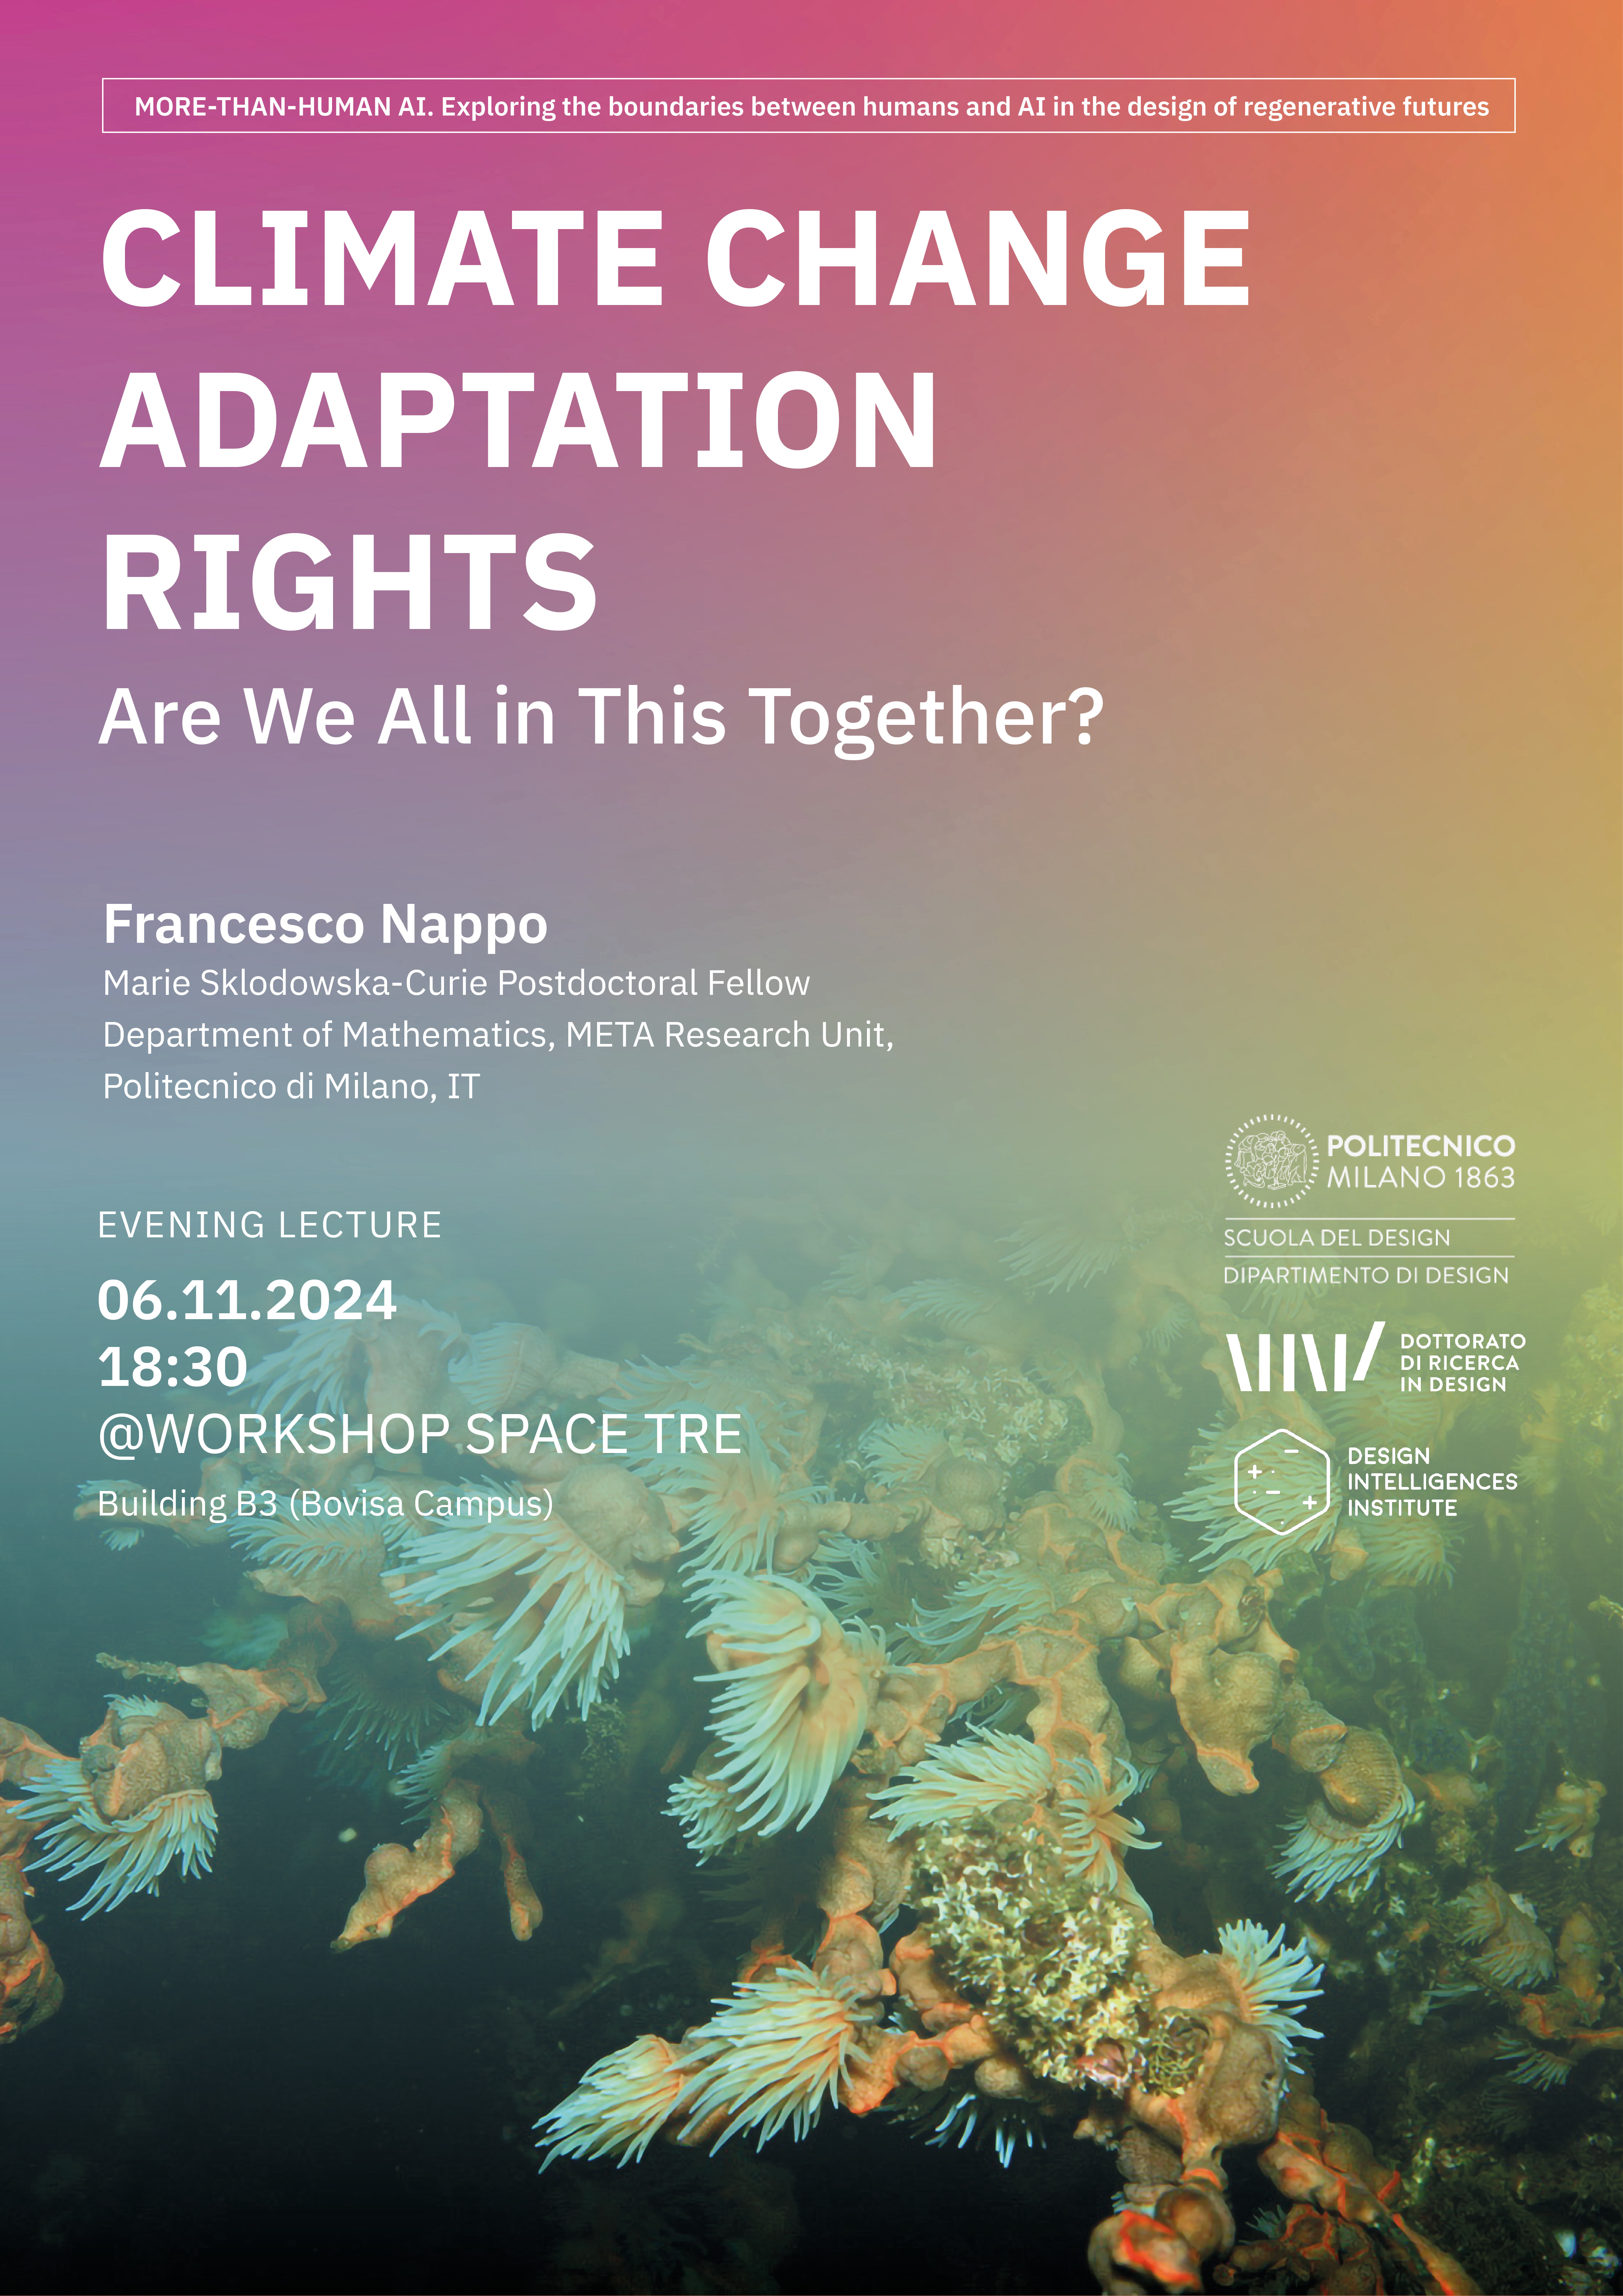 MORE-THAN-HUMAN AI. Exploring the boundaries between humans and AI in the design of regenerative futures
CLIMATE CHANGE
ADAPTATION
RIGHTS
Are We All in This Together?
Francesco Nappo
Marie Sklodowska-Curie Postdoctoral Fellow
Department of Mathematics, META Research Unit,
Politecnico di Milano, IT
EVENING LECTURE
06.11.2024
18:30
@WORKSHOP SPACE TRE
Building B3 (Bovisa Campus)
POLITECNICO
MILANO 1863
SCUOLA DEL DESIGN
DIPARTIMENTO DI DESIGN
DOTTORATO
DI RICERCA
IN DESIGN
DESIGN
INTELLIGENCES
INSTITUTE